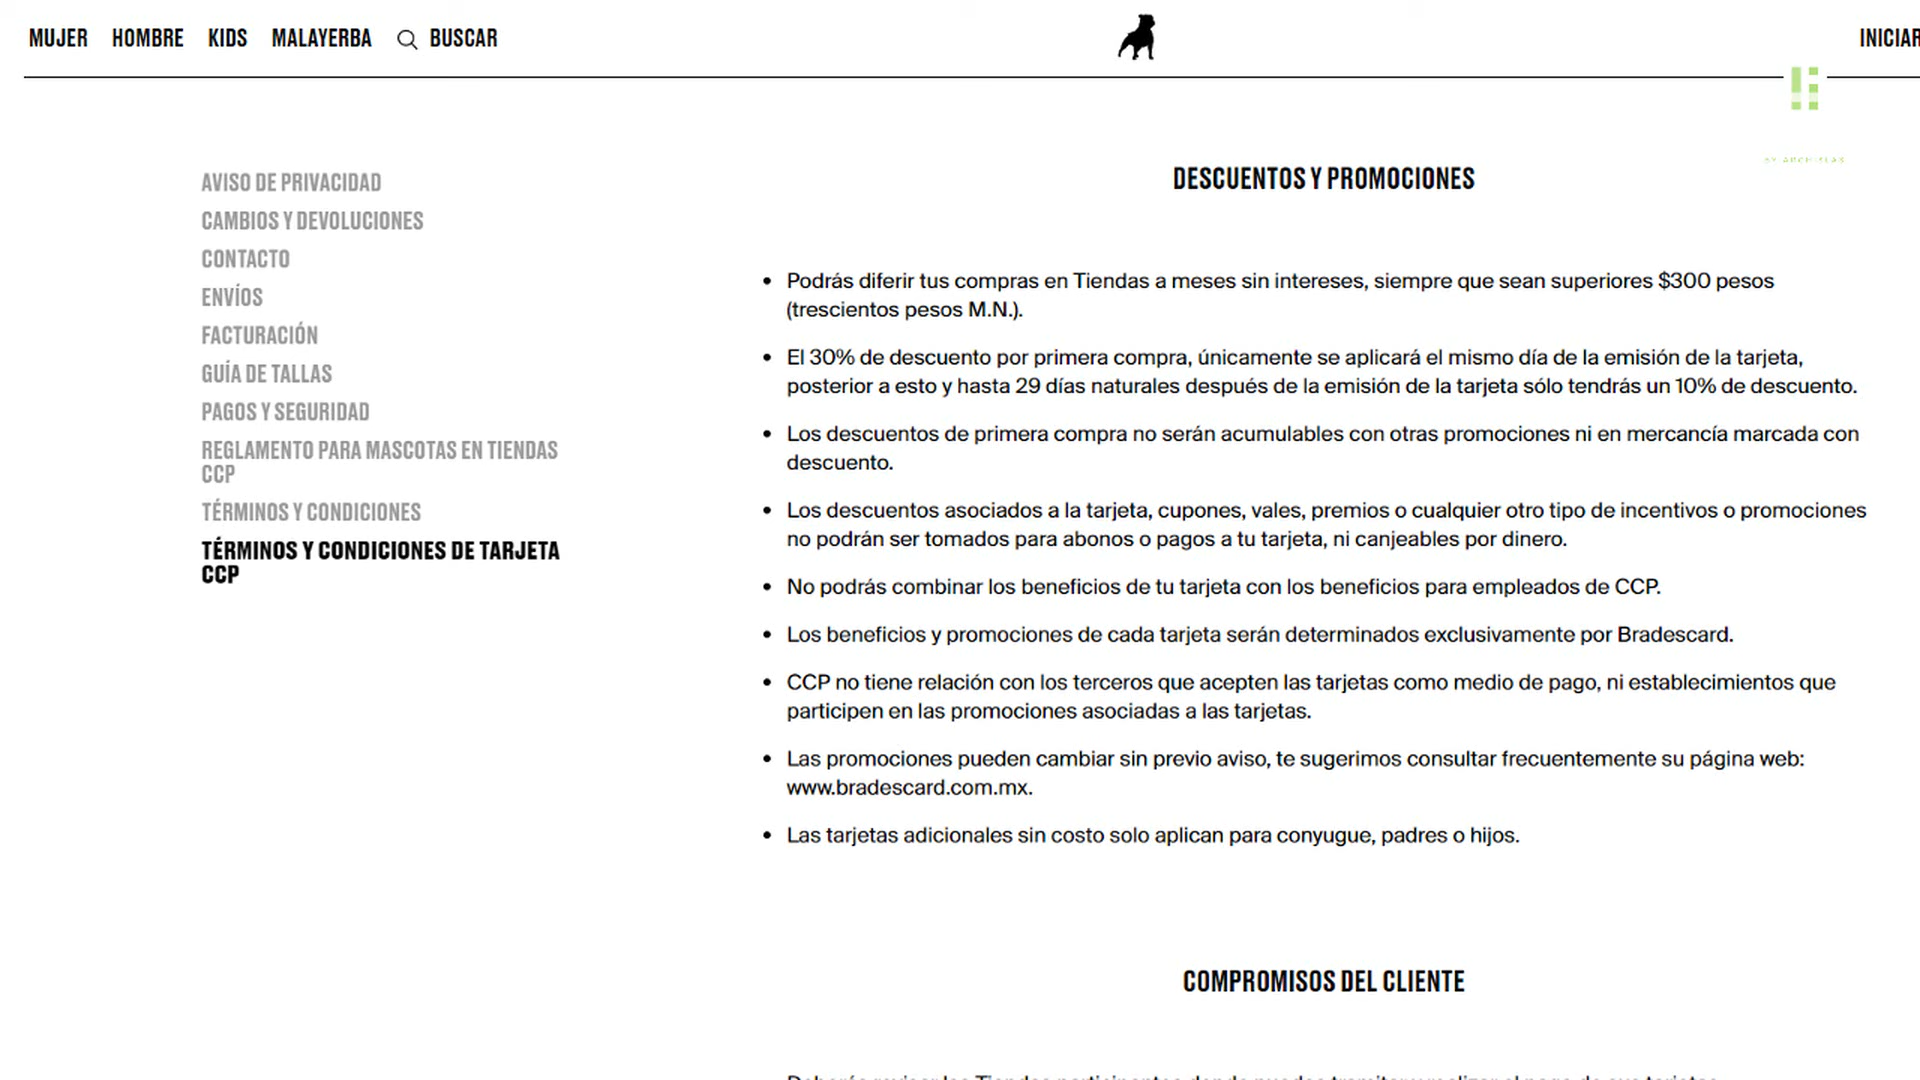 MUJER HOMBRE KIDS MALAYERBA BUSCAR INICIAR
BY ARCHITLAB
AVISO DE PRIVACIDAD
CAMBIOS Y DEVOLUCIONES
CONTACTO
ENVÍOS
FACTURACIÓN
GUÍA DE TALLAS
PAGOS Y SEGURIDAD
REGLAMENTO PARA MASCOTAS EN TIENDAS
CCP
TÉRMINOS Y CONDICIONES
TÉRMINOS Y CONDICIONES DE TARJETA
CCP
DESCUENTOS Y PROMOCIONES
• Podrás diferir tus compras en Tiendas a meses sin intereses, siempre que sean superiores $300 pesos
(trescientos pesos M.N.).
• El 30% de descuento por primera compra, únicamente se aplicará el mismo día de la emisión de la tarjeta,
posterior a esto y hasta 29 días naturales después de la emisión de la tarjeta sólo tendrás un 10% de descuento.
• Los descuentos de primera compra no serán acumulables con otras promociones ni en mercancía marcada con
descuento.
• Los descuentos asociados a la tarjeta, cupones, vales, premios o cualquier otro tipo de incentivos o promociones
no podrán ser tomados para abonos o pagos a tu tarjeta, ni canjeables por dinero.
• No podrás combinar los beneficios de tu tarjeta con los beneficios para empleados de CCP.
• Los beneficios y promociones de cada tarjeta serán determinados exclusivamente por Bradescard.
• CCP no tiene relación con los terceros que acepten las tarjetas como medio de pago, ni establecimientos que
participen en las promociones asociadas a las tarjetas.
• Las promociones pueden cambiar sin previo aviso, te sugerimos consultar frecuentemente su página web:
www.bradescard.com.mx.
• Las tarjetas adicionales sin costo solo aplican para conyugue, padres o hijos.
COMPROMISOS DEL CLIENTE